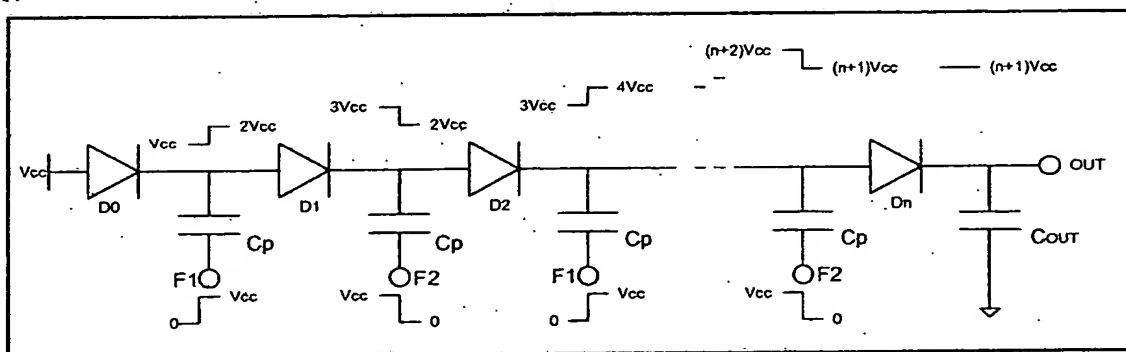 (n+2)Vcc
(n+1)Vcc
(n+1)Vcc
4Vcc
3Vcc
3Vcc
2Vcc
2Vcc
Vcc
Vcc
D0
D1
D2
Dn
OUT
Cp
Cp
Cp
Cp
COUT
F1
F2
F1
F2
Vcc
0
Vcc
0
Vcc
0
Vcc
0